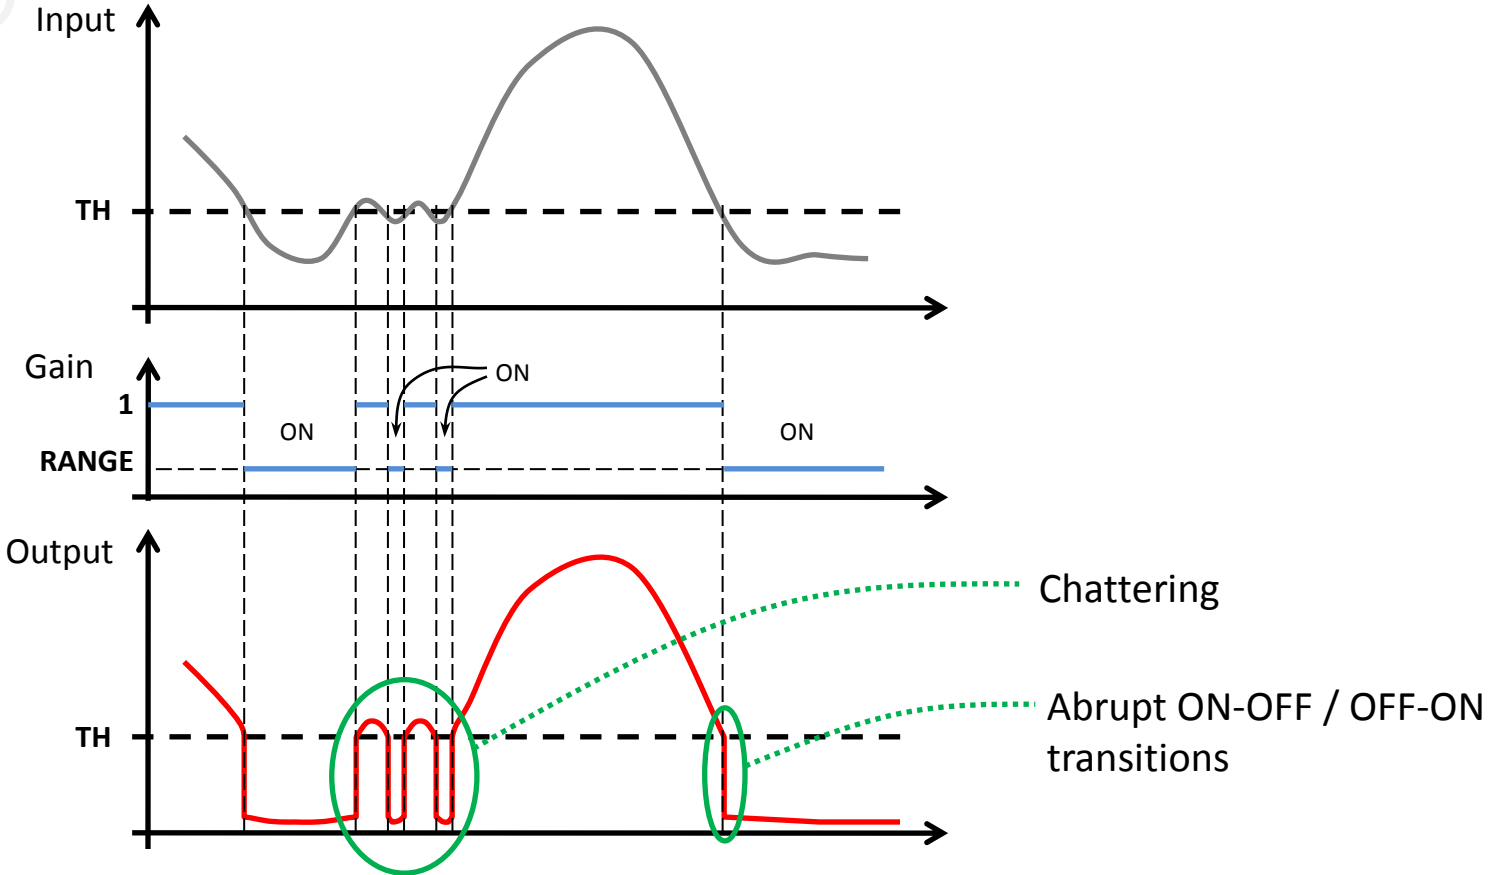 Input
TH
Gain
1
ON
ON
ON
RANGE
Output
Chattering
Abrupt ON-OFF / OFF-ON
transitions
TH